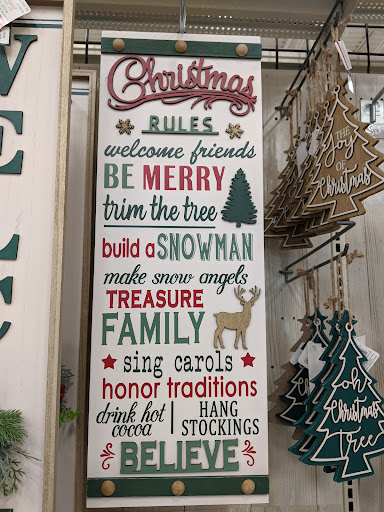 Christmas
RULES
welcome friends
BE MERRY
trim the tree
build a SNOWMAN
make snow angels
TREASURE
FAMILY
sing carols
honor traditions
drink hot cocoa | HANG STOCKINGS
BELIEVE
THE
Joy
OF
Christmas
oh
Christmas
Tree
WE
L
E